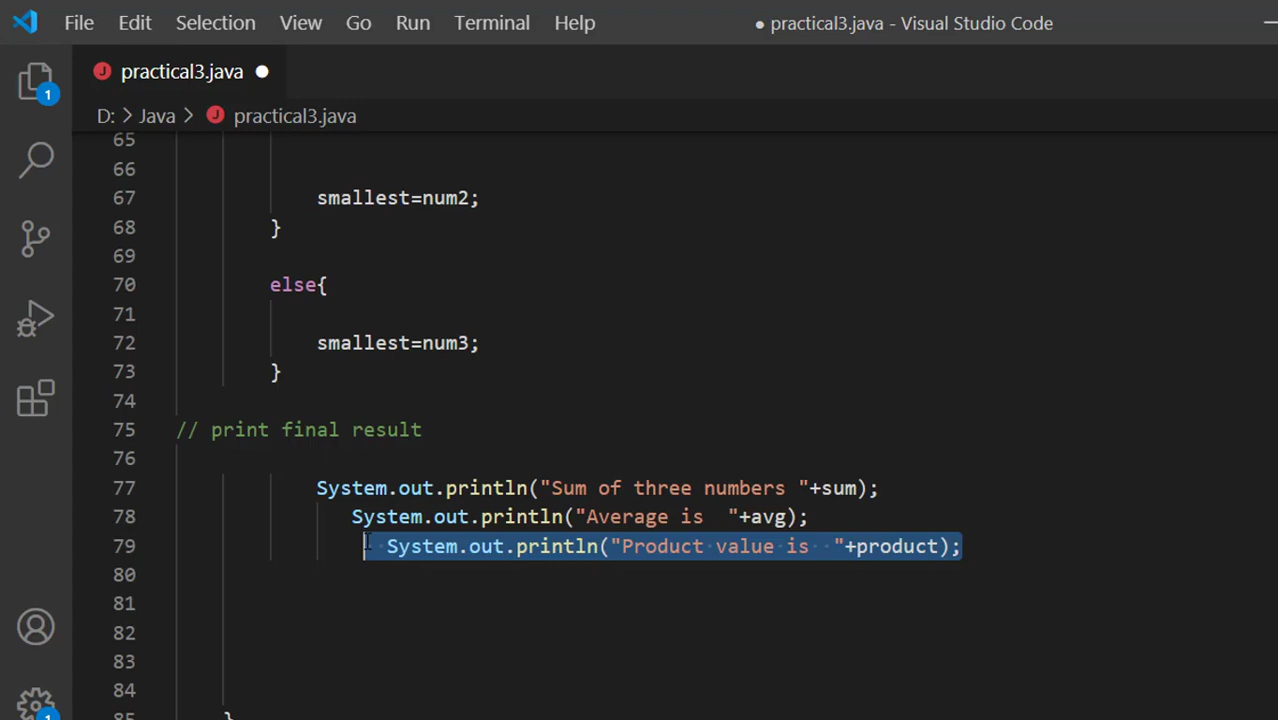 File Edit Selection View Go Run Terminal Help ● practical3.java - Visual Studio Code
J practical3.java
1
D: > Java > J practical3.java
65
66
67 smallest=num2;
68 }
69
70 else{
71
72 smallest=num3;
73 }
74
75 // print final result
76
77 System.out.println("Sum of three numbers "+sum);
78 System.out.println("Average is  "+avg);
79 System.out.println("Product value is  "+product);
80
81
82
83
84
85 }
1